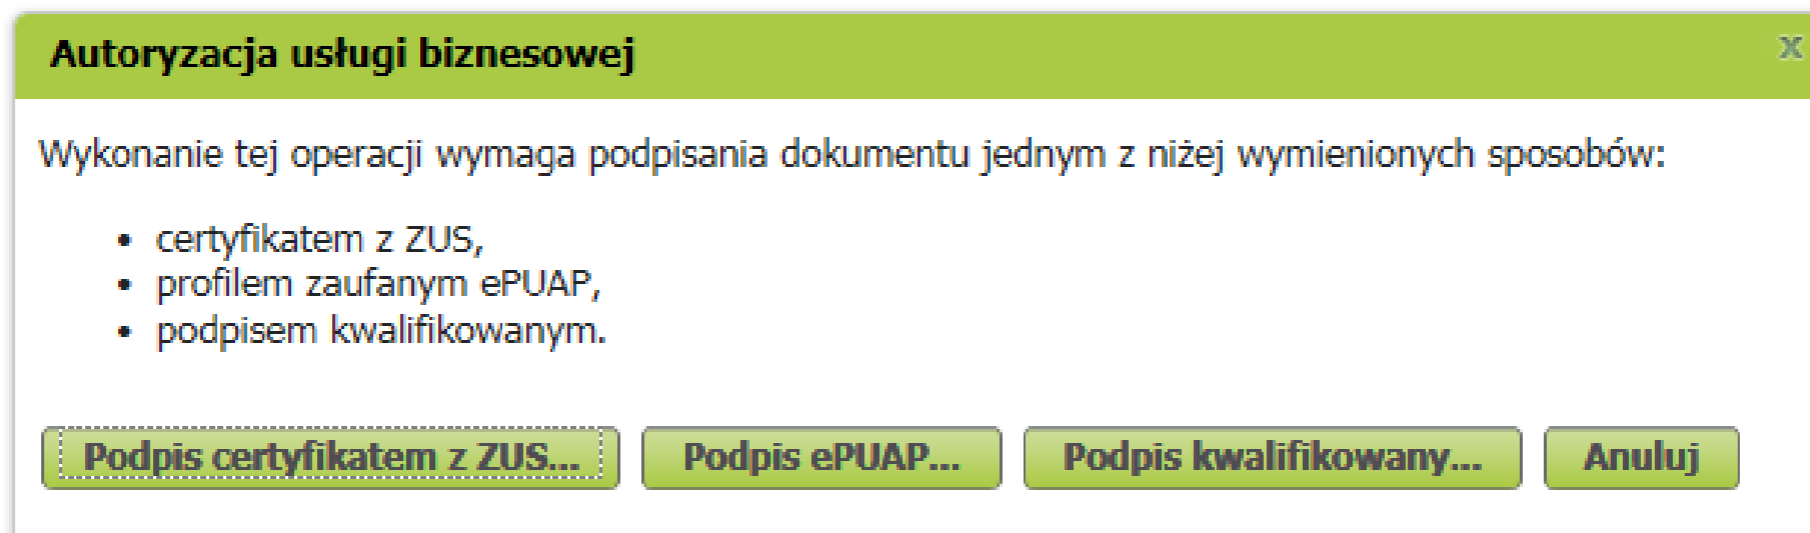 Autoryzacja usługi biznesowej x
Wykonanie tej operacji wymaga podpisania dokumentu jednym z niżej wymienionych sposobów:
• certyfikatem z ZUS,
• profilem zaufanym ePUAP,
• podpisem kwalifikowanym.
Podpis certyfikatem z ZUS... Podpis ePUAP... Podpis kwalifikowany... Anuluj